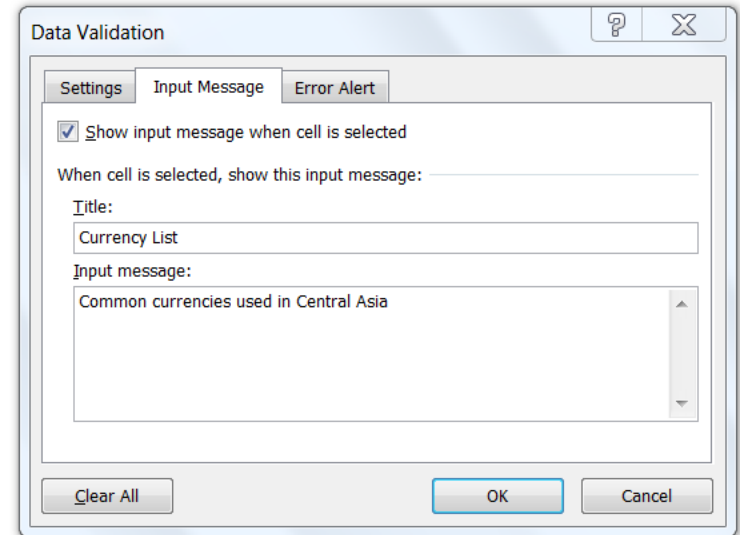 Data Validation
Settings Input Message Error Alert
Show input message when cell is selected
When cell is selected, show this input message:
Title:
Currency List
Input message:
Common currencies used in Central Asia
Clear All OK Cancel